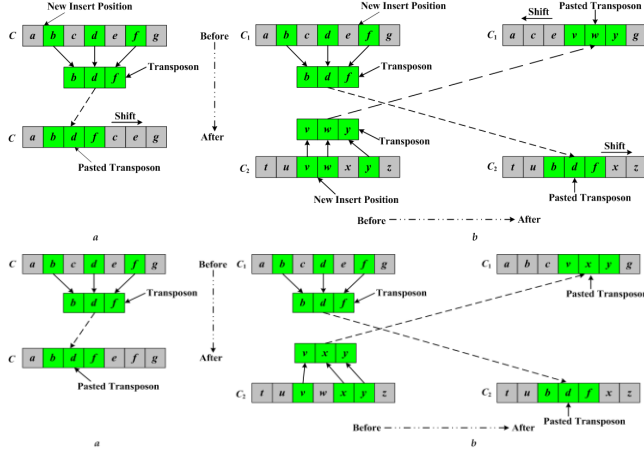 New Insert Position
C a b c d e f g
b d f Transposon
Shift
C a b d f c e g
Pasted Transposon
a
Before
After
New Insert Position
C1 a b c d e f g
b d f Transposon
v w y
Transposon
C2 t u v w x y z
New Insert Position
Pasted Transposon
Shift
a c e v w y g
Shift
t u b d f x z
Pasted Transposon
Before After
b
C a b c d e f g
b d f Transposon
C a b d f e f g
Pasted Transposon
a
Before
After
C1 a b c d e f g
b d f Transposon
v x y
C2 t u v w x y z
C1 a b c v x y g
Pasted Transposon
t u b d f x z
Pasted Transposon
Before After
b
C1
C2